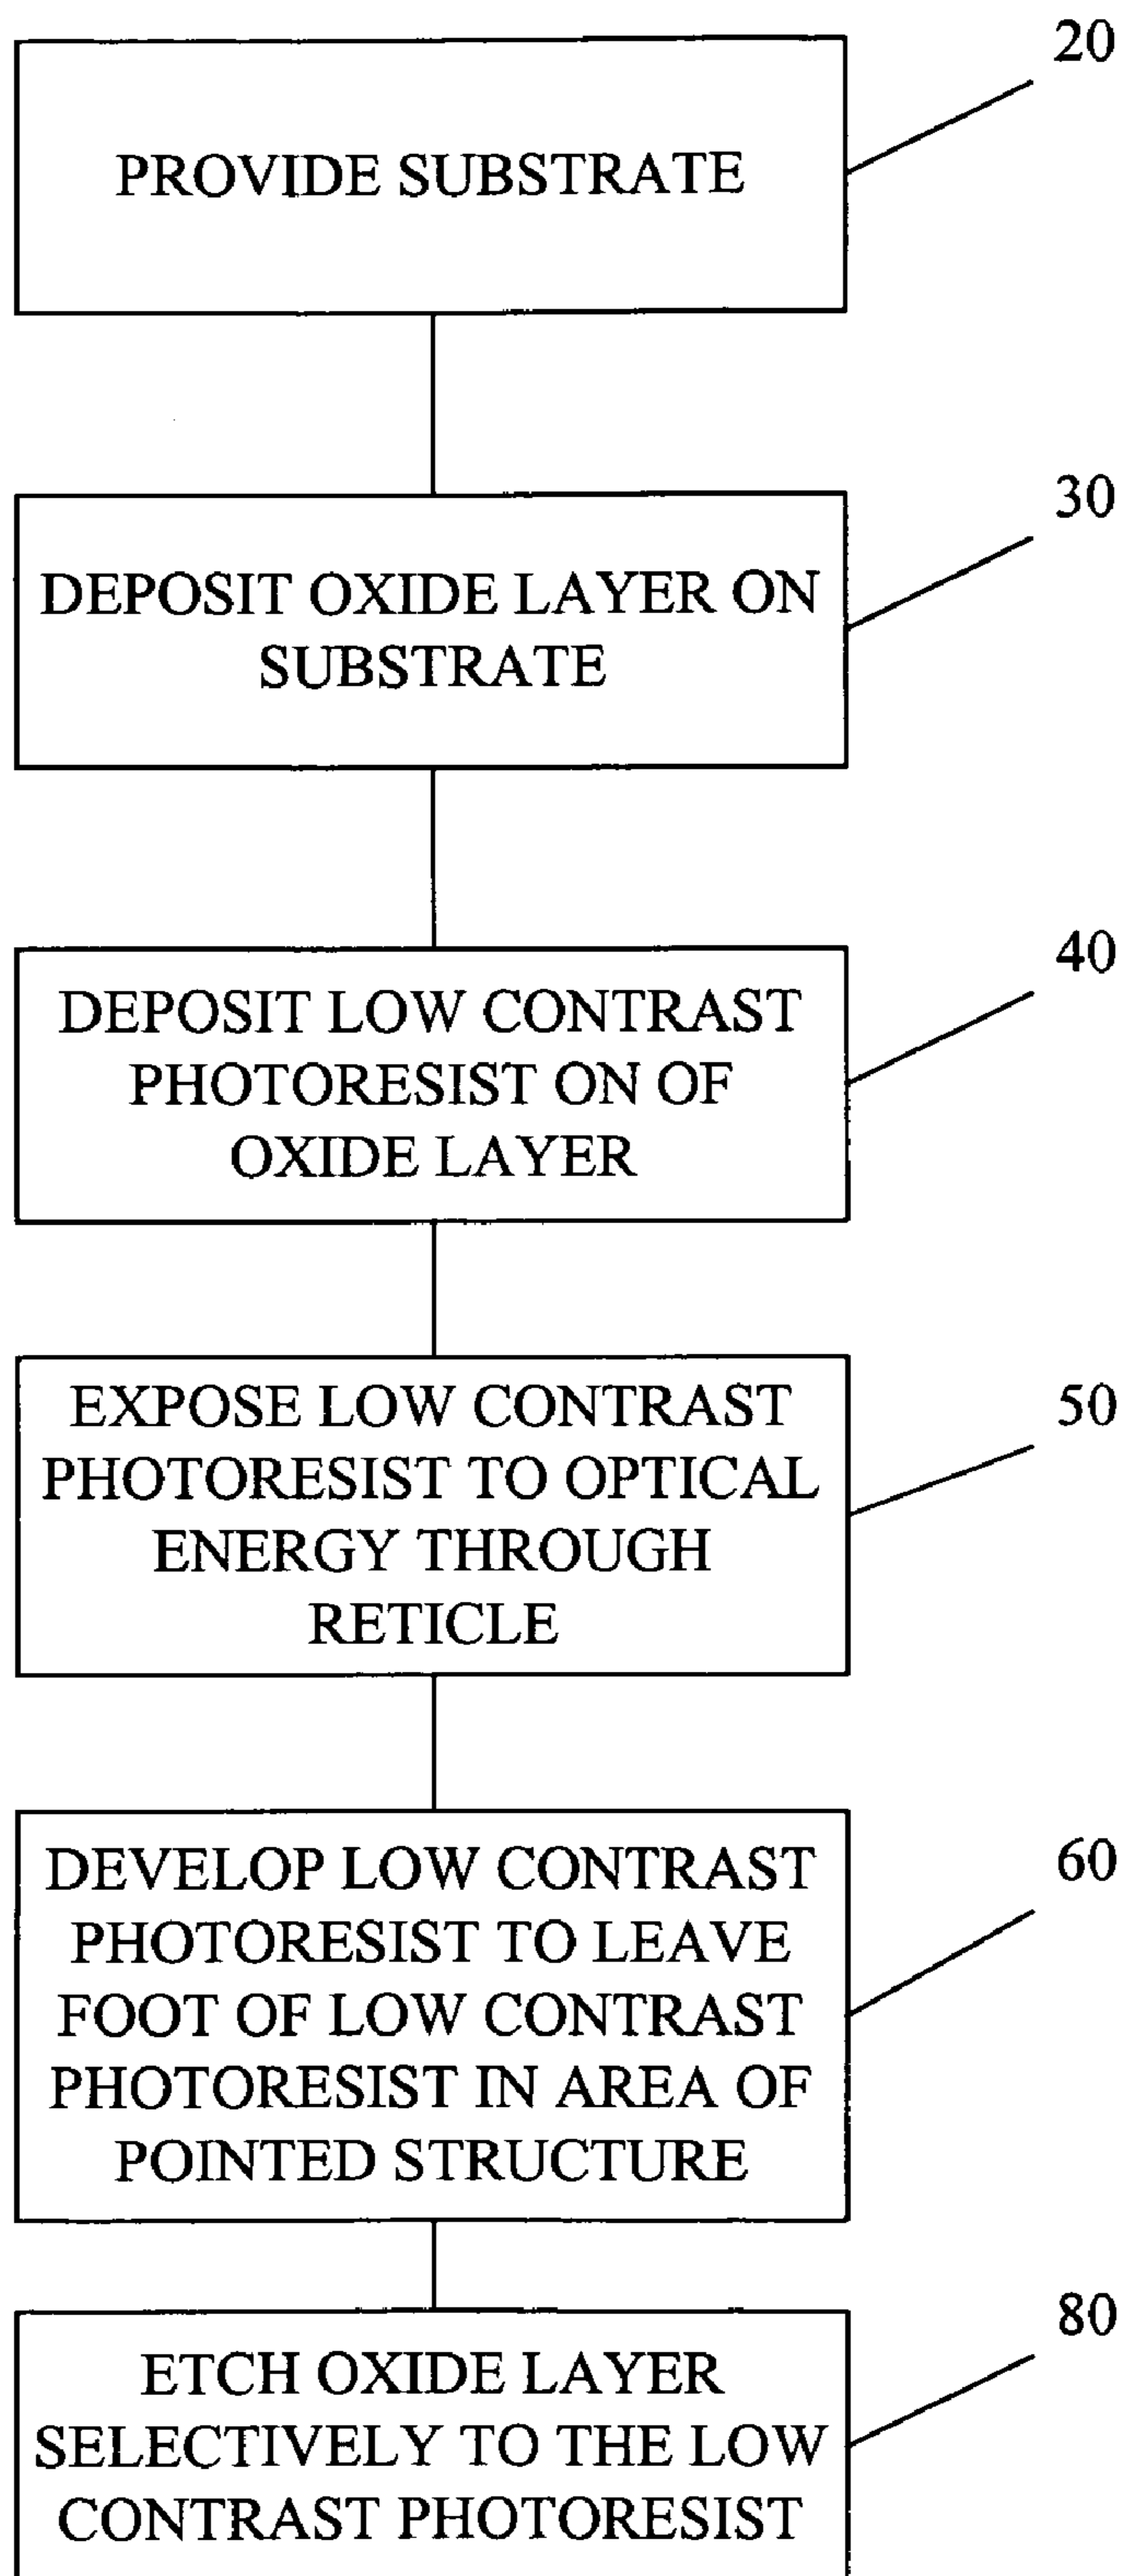 20
PROVIDE SUBSTRATE
30
DEPOSIT OXIDE LAYER ON
SUBSTRATE
40
DEPOSIT LOW CONTRAST
PHOTORESIST ON OF
OXIDE LAYER
50
EXPOSE LOW CONTRAST
PHOTORESIST TO OPTICAL
ENERGY THROUGH
RETICLE
60
DEVELOP LOW CONTRAST
PHOTORESIST TO LEAVE
FOOT OF LOW CONTRAST
PHOTORESIST IN AREA OF
POINTED STRUCTURE
80
ETCH OXIDE LAYER
SELECTIVELY TO THE LOW
CONTRAST PHOTORESIST